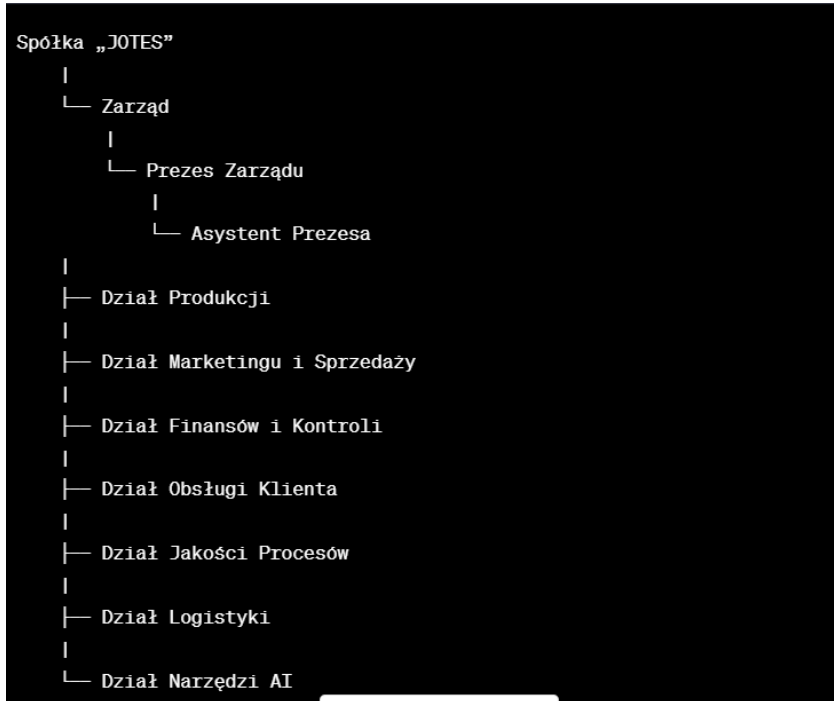 Spółka „JOTES”
|
└── Zarząd
|
└── Prezes Zarządu
|
└── Asystent Prezesa
|
├── Dział Produkcji
|
├── Dział Marketingu i Sprzedaży
|
├── Dział Finansów i Kontroli
|
├── Dział Obsługi Klienta
|
├── Dział Jakości Procesów
|
├── Dział Logistyki
|
└── Dział Narzędzi AI